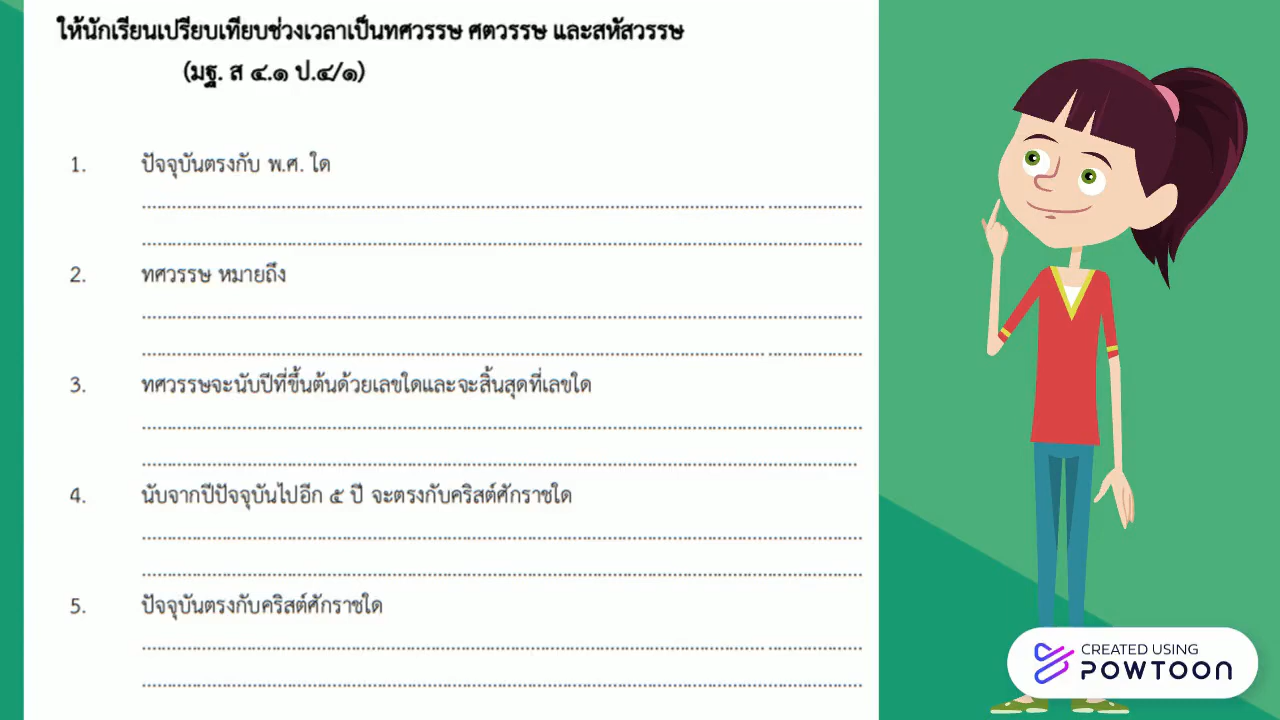 ให้นักเรียนเปรียบเทียบช่วงเวลาเป็นทศวรรษ ศตวรรษ และสหัสวรรษ
(มฐ. ส ๔.๑ ป.๔/๑)
1. ปัจจุบันตรงกับ พ.ศ. ใด
2. ทศวรรษ หมายถึง
3. ทศวรรษจะนับปีที่ขึ้นต้นด้วยเลขใดและจะสิ้นสุดที่เลขใด
4. นับจากปีปัจจุบันไปอีก ๕ ปี จะตรงกับคริสต์ศักราชใด
5. ปัจจุบันตรงกับคริสต์ศักราชใด
CREATED USING
POWTOON